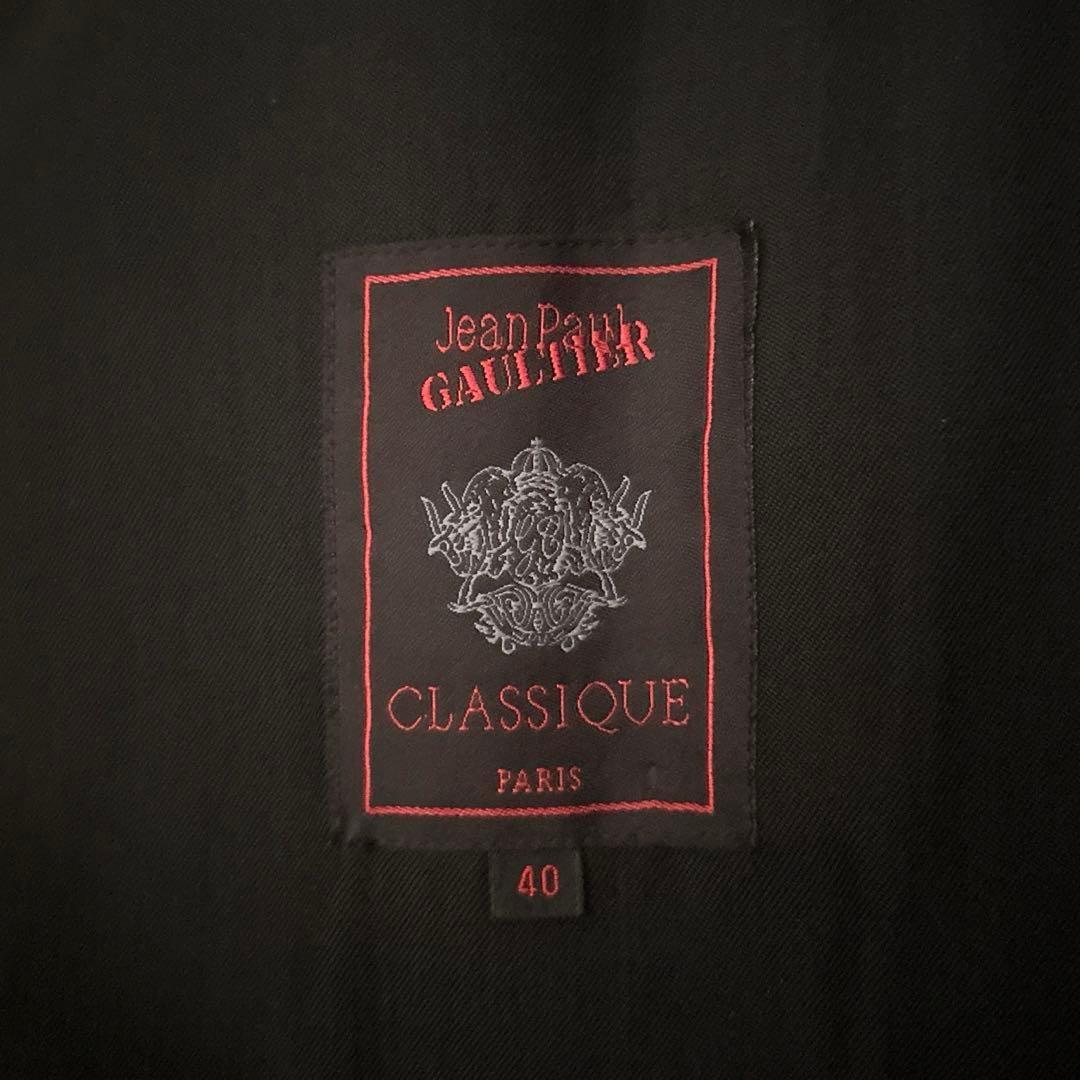 Jean Paul
GAULTIER
CLASSIQUE
PARIS
40